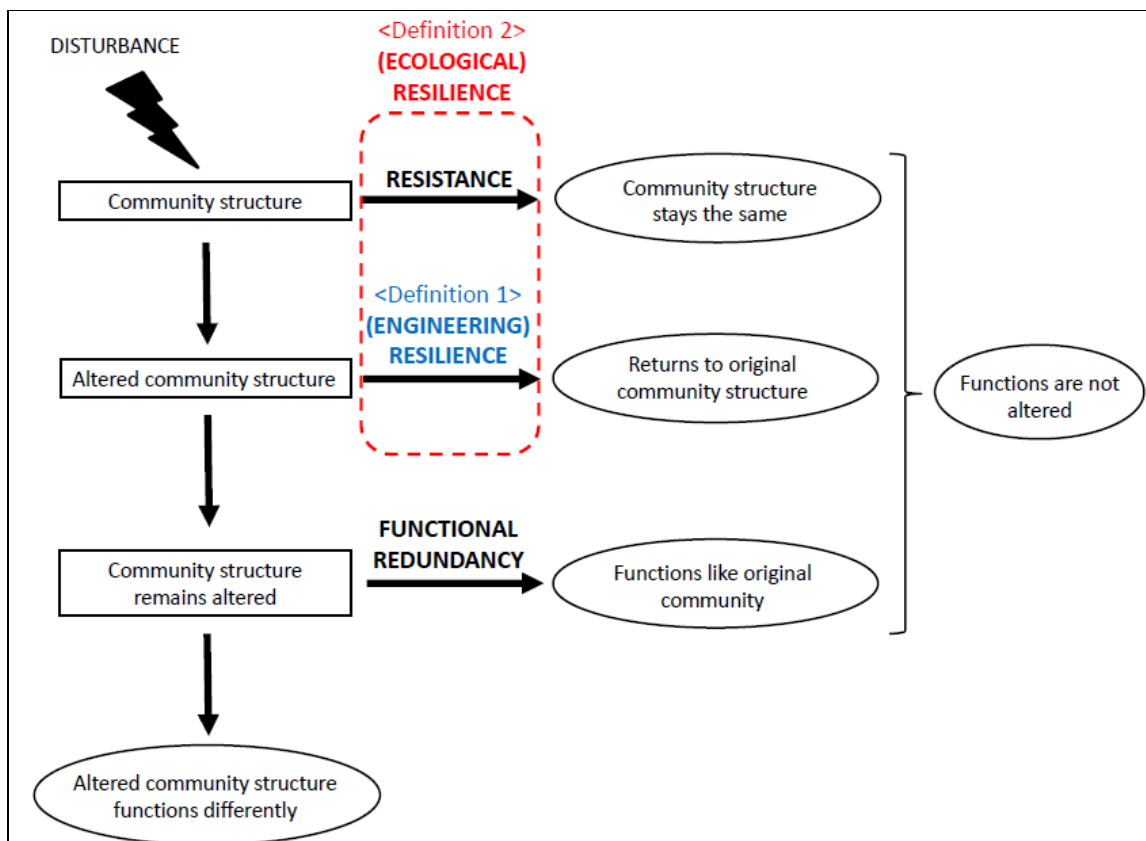 DISTURBANCE
<Definition 2>
(ECOLOGICAL)
RESILIENCE
Community structure
RESISTANCE
Community structure
stays the same
<Definition 1>
(ENGINEERING)
RESILIENCE
Altered community structure
Returns to original
community structure
Functions are not
altered
FUNCTIONAL
REDUNDANCY
Community structure
remains altered
Functions like original
community
Altered community structure
functions differently